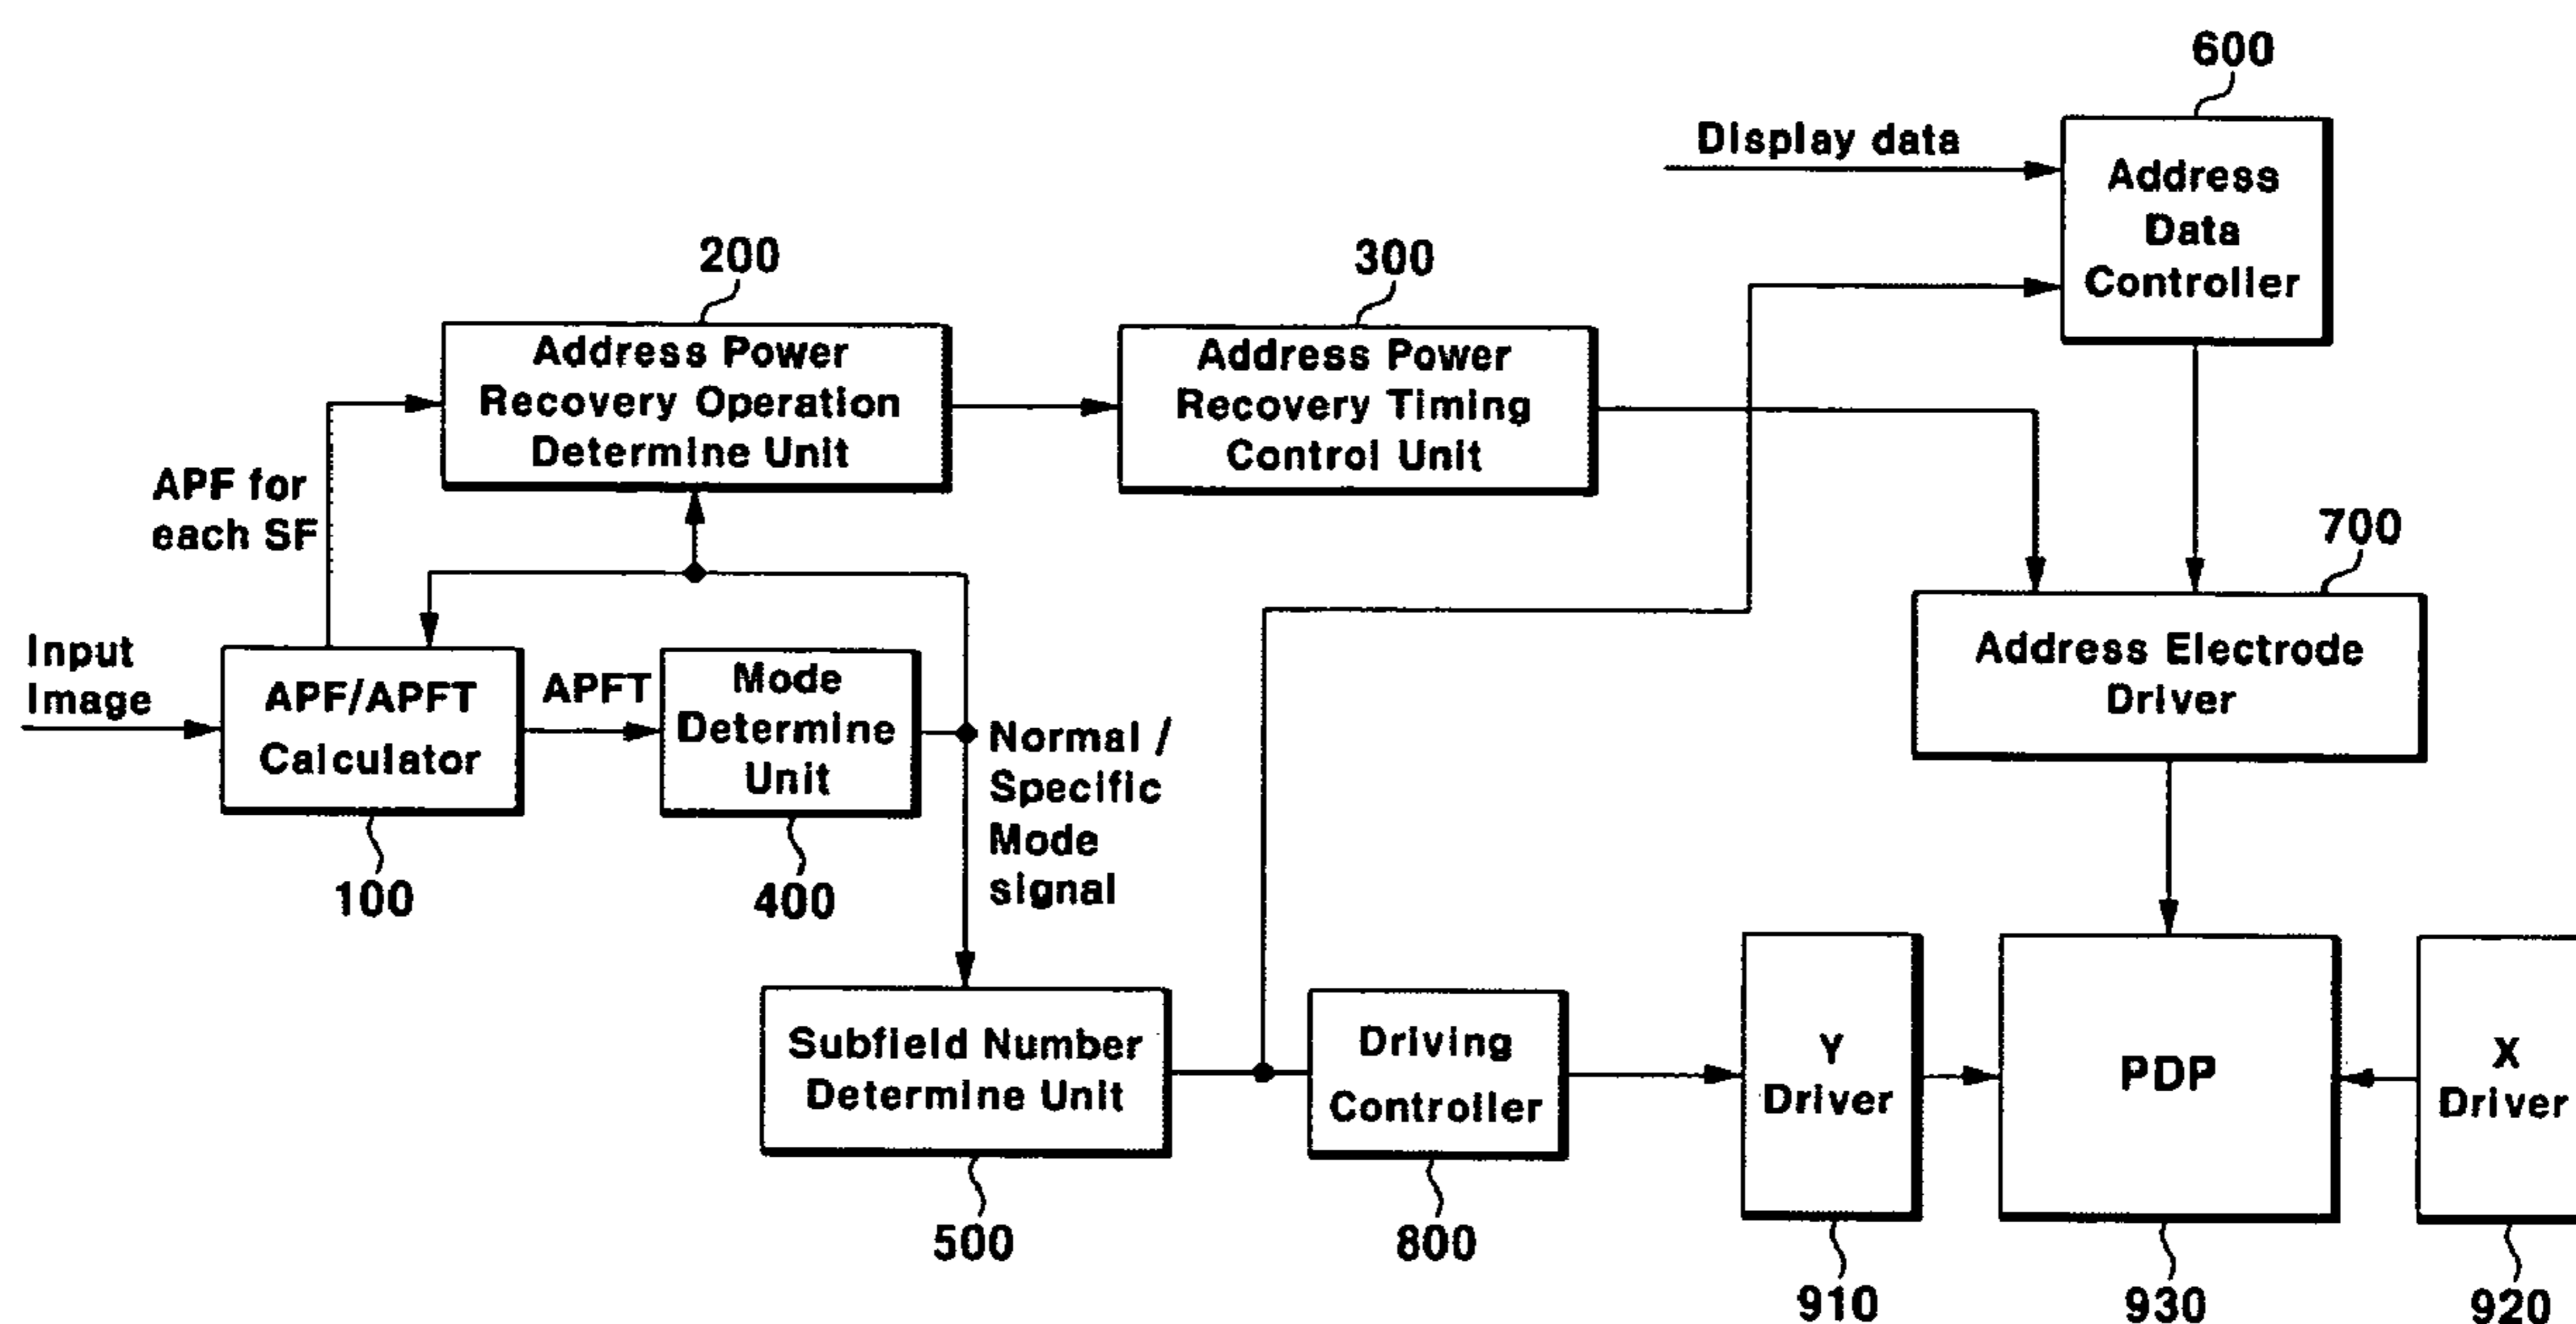 600
Display data
Address
Data
Controller
200
300
Address Power
Recovery Operation
Determine Unit
Address Power
Recovery Timing
Control Unit
APF for
each SF
700
Input
Image
APF/APFT
Calculator
APFT
Mode
Determine
Unit
Normal /
Specific
Mode
signal
Address Electrode
Driver
100
400
Subfield Number
Determine Unit
Driving
Controller
Y
Driver
PDP
X
Driver
500
800
910
930
920